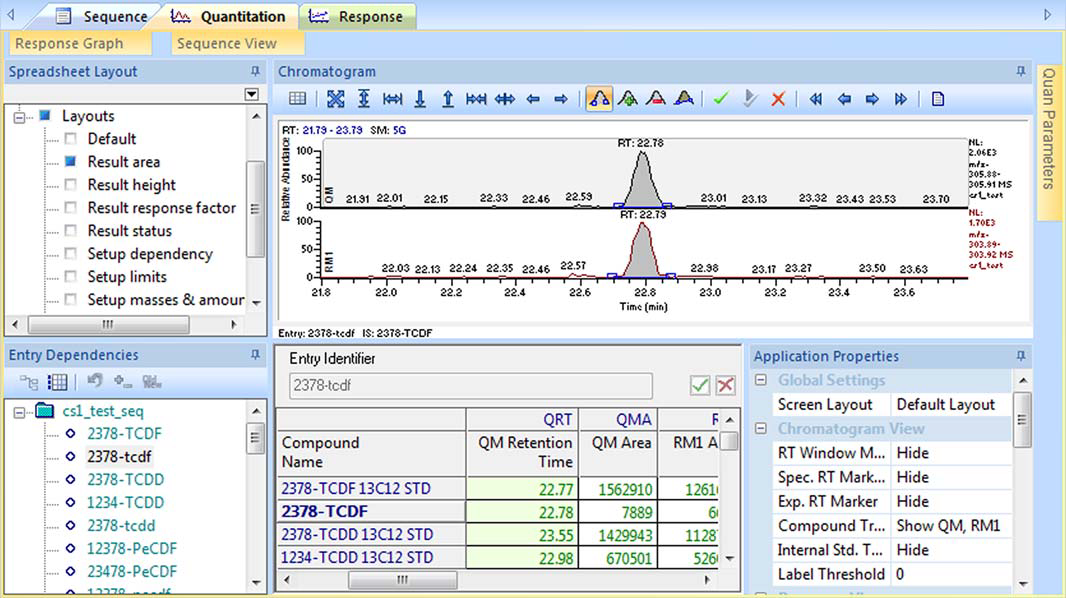 Sequence
Quantitation
Response
Response Graph
Sequence View
Spreadsheet Layout
Layouts
Default
Result area
Result height
Result response factor
Result status
Setup dependency
Setup limits
Setup masses & amour
Chromatogram
RT: 21.79 - 23.79 SM: 5G
Relative Abundance
100
50
0
QM
RT: 22.78
21.91 22.01 22.15 22.33 22.46 22.59 23.01 23.13 23.32 23.43 23.53 23.70
NL:
2.06E3
m/z-
305.88-
305.91 MS
cs1_test
100
50
0
RM1
RT: 22.79
22.03 22.13 22.24 22.35 22.46 22.57 22.98 23.17 23.27 23.50 23.63
NL:
1.70E3
m/z-
303.89-
303.92 MS
cs1_test
21.8 22.0 22.2 22.4 22.6 22.8 23.0 23.2 23.4 23.6
Time (min)
Entry: 2378-tcdf IS: 2378-TCDF
Quan Parameters
Entry Dependencies
cs1_test_seq
2378-TCDF
2378-tcdf
2378-TCDD
1234-TCDD
2378-tcdd
12378-PeCDF
23478-PeCDF
12378-pecdf
Entry Identifier
2378-tcdf
QRT QMA R
Compound Name QM Retention Time QM Area RM1 A
2378-TCDF 13C12 STD 22.77 1562910 1261
2378-TCDF 22.78 7889 6
2378-TCDD 13C12 STD 23.55 1429943 1128
1234-TCDD 13C12 STD 22.98 670501 526
Application Properties
Global Settings
Screen Layout Default Layout
Chromatogram View
RT Window M... Hide
Spec. RT Mark... Hide
Exp. RT Marker Hide
Compound Tr... Show QM, RM1
Internal Std. T... Hide
Label Threshold 0